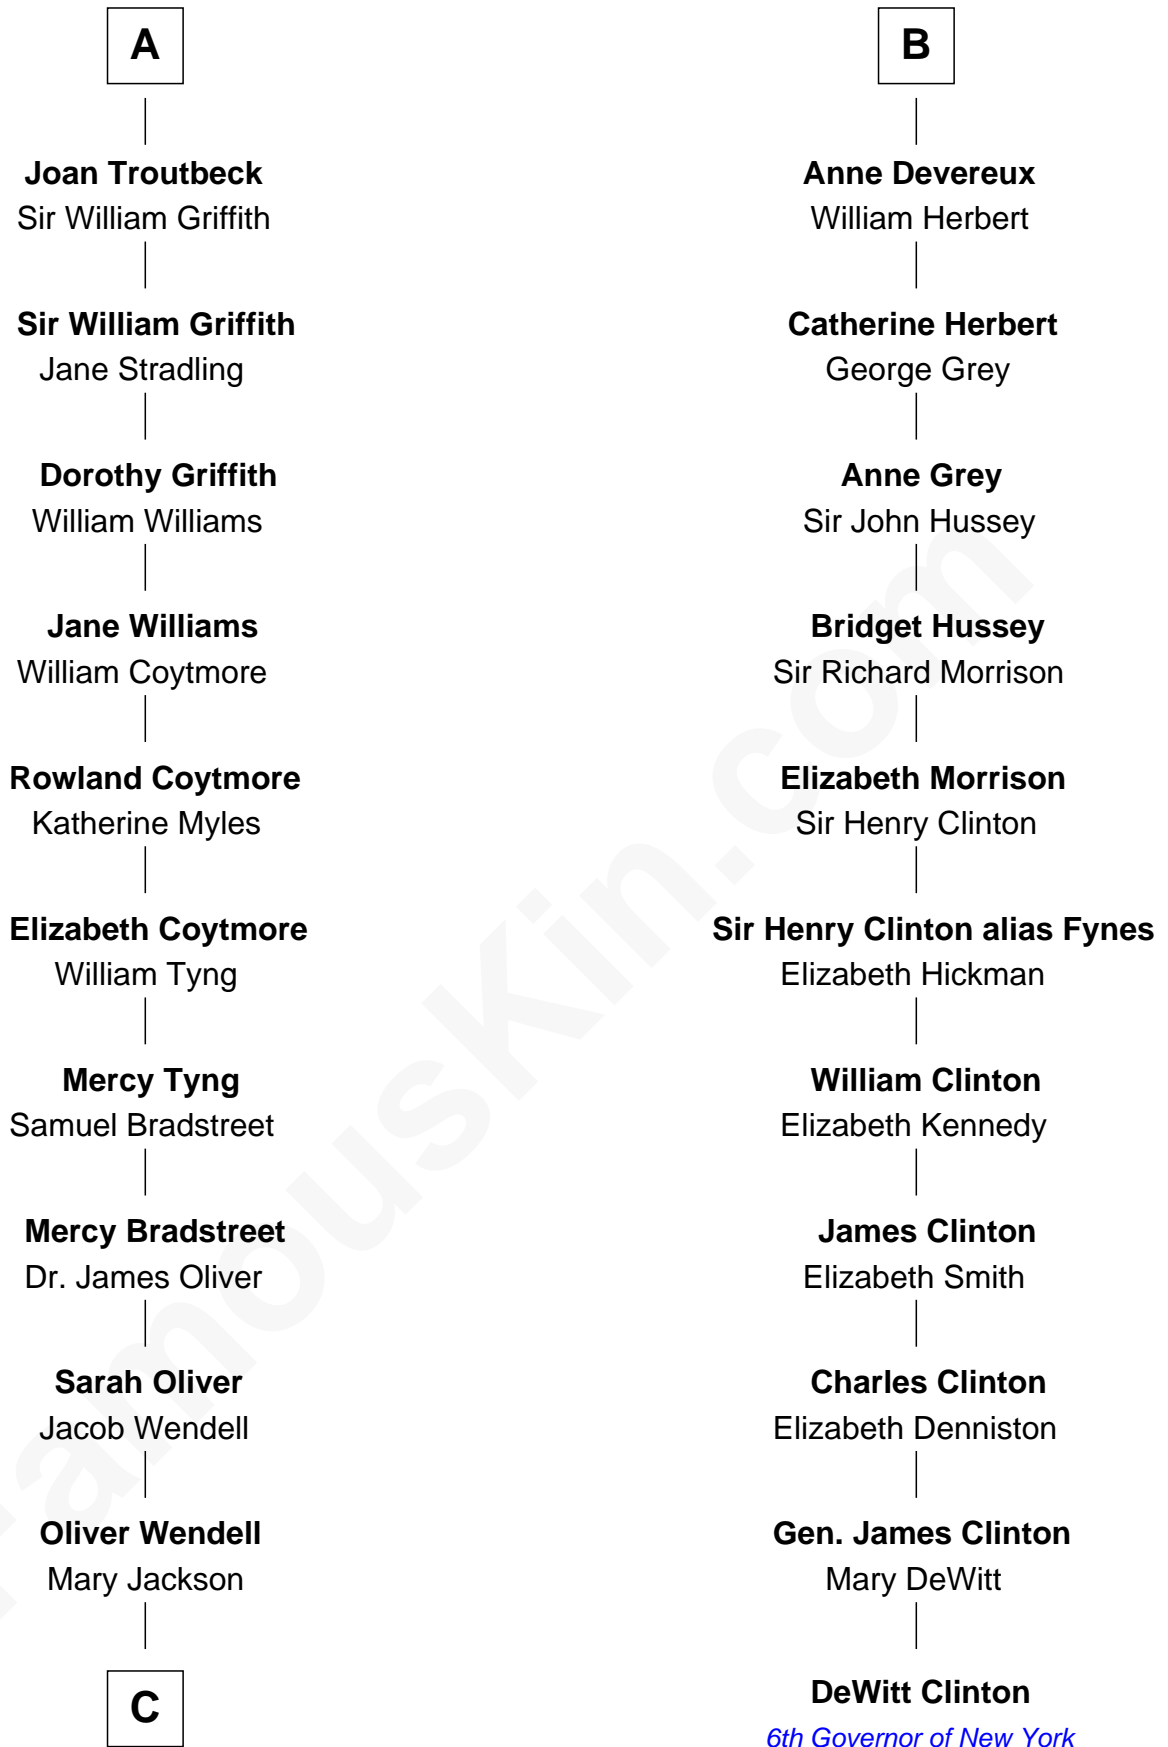 A
Joan Troutbeck
Sir William Griffith
Sir William Griffith
Jane Stradling
Dorothy Griffith
William Williams
Jane Williams
William Coytmore
Rowland Coytmore
Katherine Myles
Elizabeth Coytmore
William Tyng
Mercy Tyng
Samuel Bradstreet
Mercy Bradstreet
Dr. James Oliver
Sarah Oliver
Jacob Wendell
Oliver Wendell
Mary Jackson
C
B
Anne Devereux
William Herbert
Catherine Herbert
George Grey
Anne Grey
Sir John Hussey
Bridget Hussey
Sir Richard Morrison
Elizabeth Morrison
Sir Henry Clinton
Sir Henry Clinton alias Fynes
Elizabeth Hickman
William Clinton
Elizabeth Kennedy
James Clinton
Elizabeth Smith
Charles Clinton
Elizabeth Denniston
Gen. James Clinton
Mary DeWitt
DeWitt Clinton
6th Governor of New York
FamousKin.com